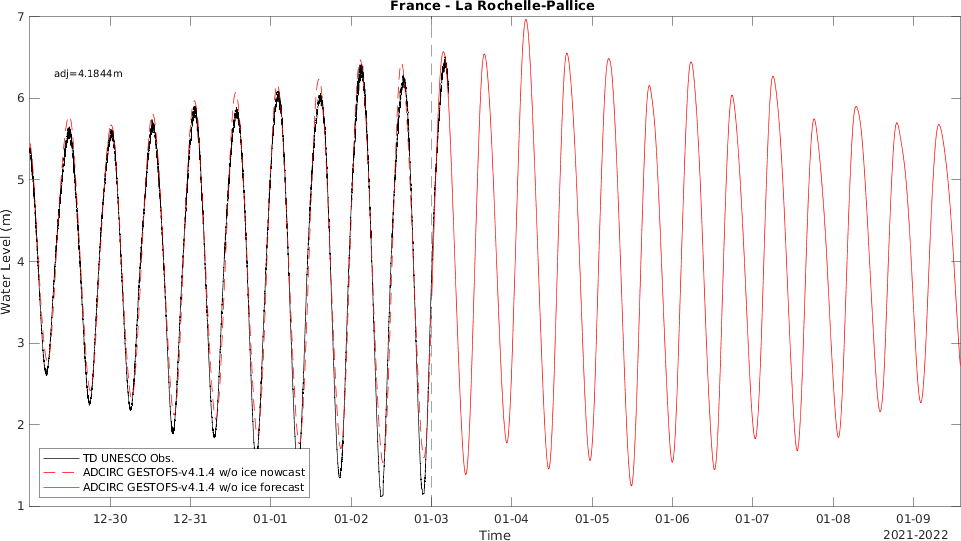 France - La Rochelle-Pallice
7
adj=4.1844m
6
5
4
3
2
1
Water Level (m)
TD UNESCO Obs.
ADCIRC GESTOFS-v4.1.4 w/o ice nowcast
ADCIRC GESTOFS-v4.1.4 w/o ice forecast
12-30 12-31 01-01 01-02 01-03 01-04 01-05 01-06 01-07 01-08 01-09
Time
2021-2022